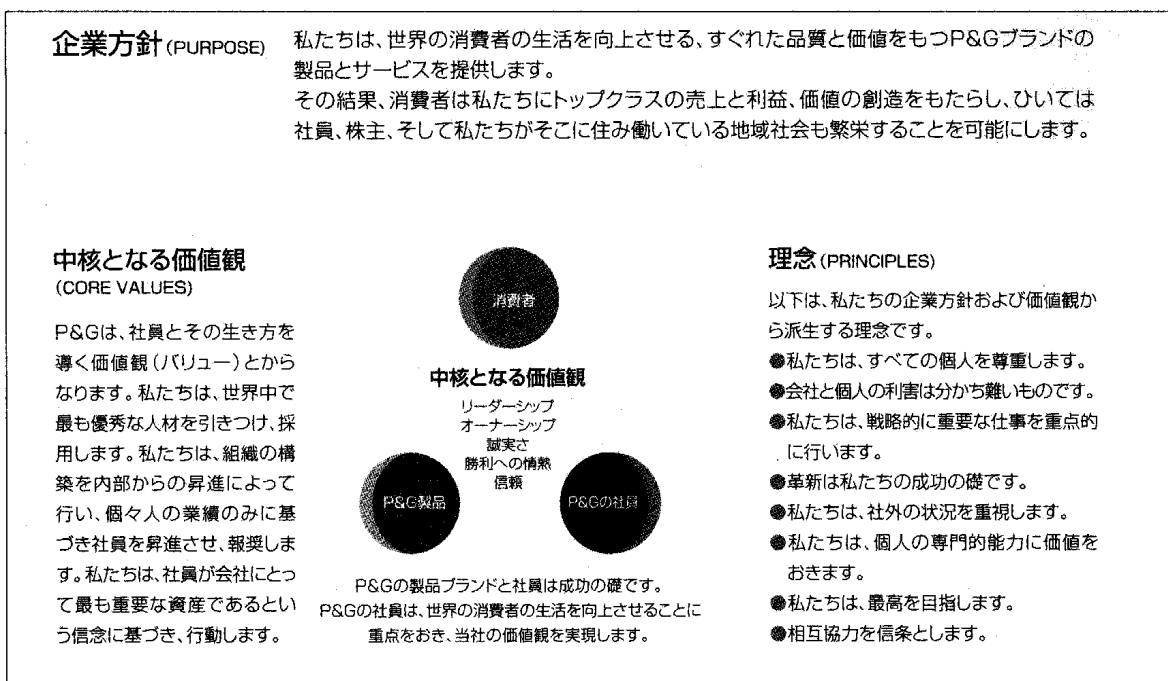 企業方針(PURPOSE)
私たちは、世界の消費者の生活を向上させる、すぐれた品質と価値をもつP&Gブランドの
製品とサービスを提供します。
その結果、消費者は私たちにトップクラスの売上と利益、価値の創造をもたらし、ひいては
社員、株主、そして私たちがそこに住み働いている地域社会も繁栄することを可能にします。
中核となる価値観
(CORE VALUES)
P&Gは、社員とその生き方を
導く価値観(バリュー)とから
なります。私たちは、世界中で
最も優秀な人材を引きつけ、採
用します。私たちは、組織の構
築を内部からの昇進によって
行い、個々人の業績のみに基
づき社員を昇進させ、報奨しま
す。私たちは、社員が会社にとっ
て最も重要な資産であるとい
う信念に基づき、行動します。
消費者
中核となる価値観
リーダーシップ
オーナーシップ
誠実さ
勝利への情熱
信頼
P&G製品
P&Gの社員
P&Gの製品ブランドと社員は成功の礎です。
P&Gの社員は、世界の消費者の生活を向上させることに
重点をおき、当社の価値観を実現します。
理念(PRINCIPLES)
以下は、私たちの企業方針および価値観か
ら派生する理念です。
●私たちは、すべての個人を尊重します。
●会社と個人の利害は分かち難いものです。
●私たちは、戦略的に重要な仕事を重点的
に行います。
●革新は私たちの成功の礎です。
●私たちは、社外の状況を重視します。
●私たちは、個人の専門的能力に価値を
おきます。
●私たちは、最高を目指します。
●相互協力を信条とします。